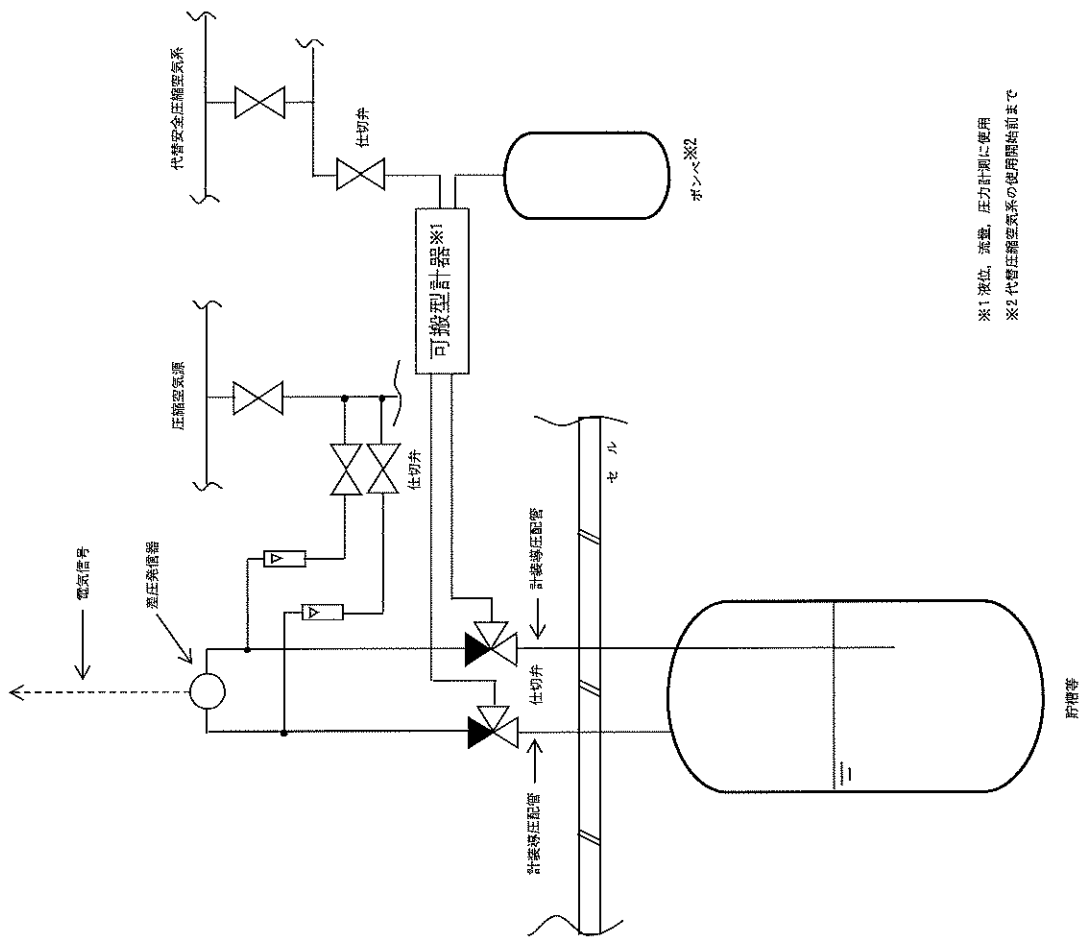 代替安全圧縮空気系
仕切弁
ボンベ※2
可搬型計器※1
圧縮空気源
仕切弁
電気信号
差圧発信器
計装導圧配管
仕切弁
計装導圧配管
セル
貯槽等
※1 液位，流量，圧力計測に使用
※2 代替圧縮空気系の使用開始前まで